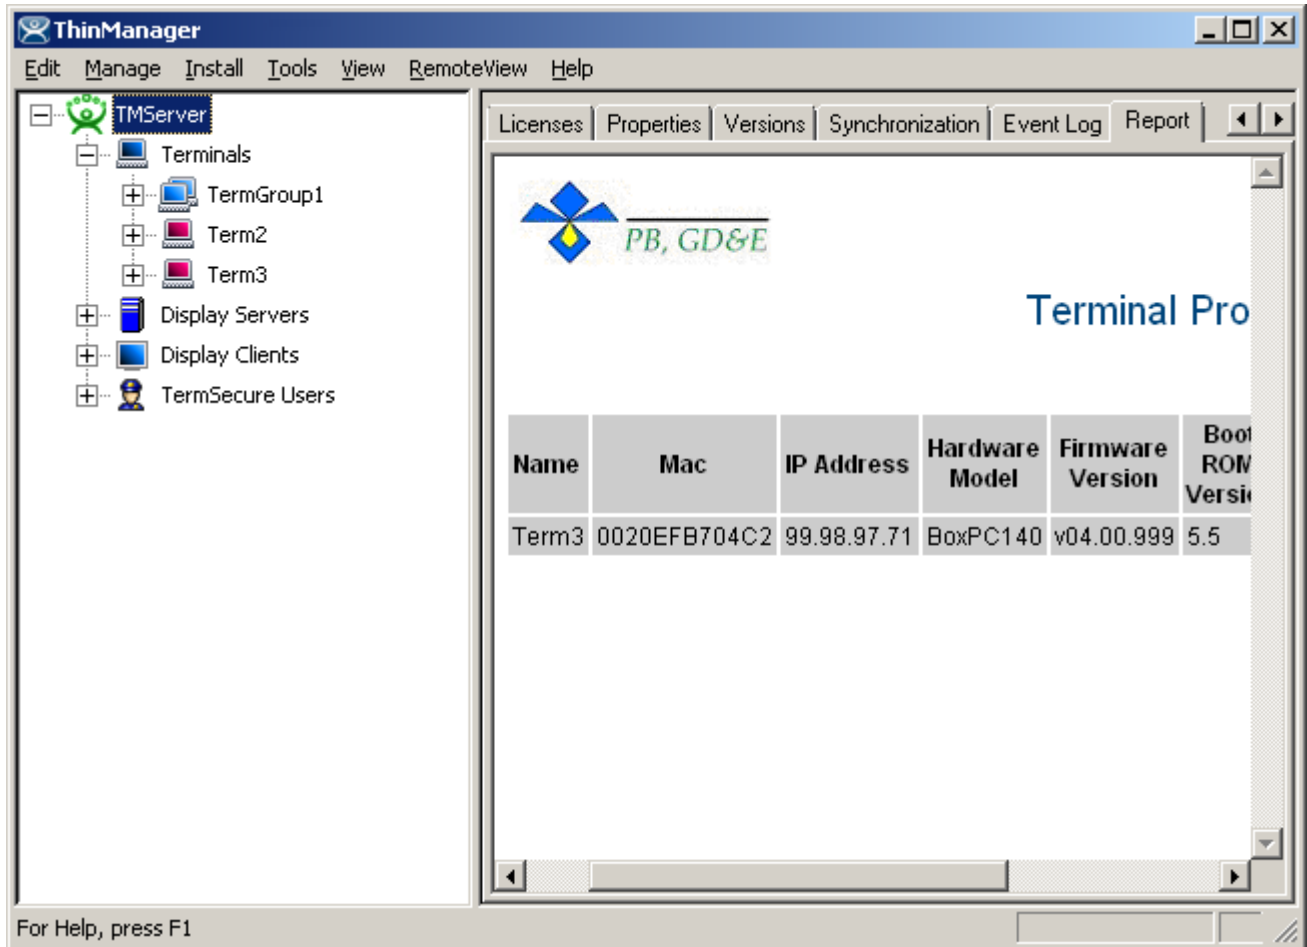 ThinManager
Edit Manage Install Tools View RemoteView Help
TMServer
Terminals
TermGroup1
Term2
Term3
Display Servers
Display Clients
TermSecure Users
Licenses Properties Versions Synchronization Event Log Report
PB, GD&E
Terminal Pro
Name Mac IP Address Hardware Model Firmware Version Boot ROM Versio
Term3 0020EFB704C2 99.98.97.71 BoxPC140 v04.00.999 5.5
For Help, press F1